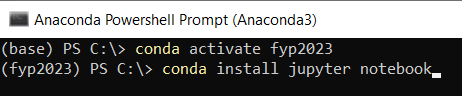 Anaconda Powershell Prompt (Anaconda3)
(base) PS C:\> conda activate fyp2023
(fyp2023) PS C:\> conda install jupyter notebook